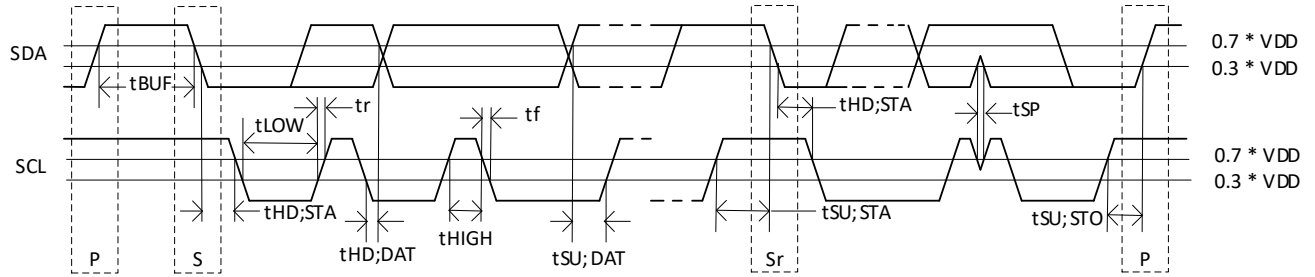 SDA
0.7 * VDD
0.3 * VDD
tBUF
tr
tf
tLOW
tHD;STA
tSP
SCL
0.7 * VDD
0.3 * VDD
tHD;STA
tHD;DAT
tHIGH
tSU;DAT
tSU;STA
tSU;STO
P
S
Sr
P